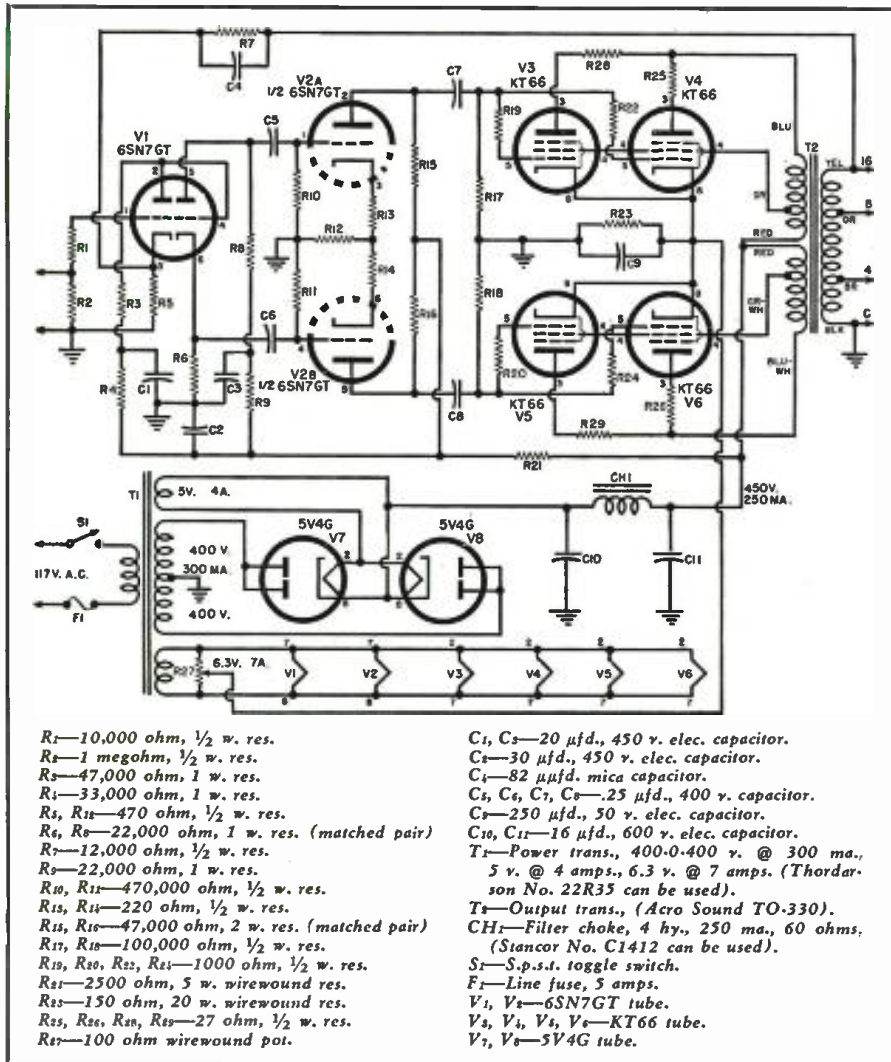 R7
C4
V1
6SN7GT
C5
V2A
1/2 6SN7GT
C7
V3
KT66
R28
R25
V4
KT66
BLU
T2
YEL
16
R19
R22
R15
R10
R1
R8
R13
R17
GN
OR
8
R12
R23
RED
RED
R2
R3
R5
R14
C9
R11
R18
GR-WH
4
C6
R16
BLK
C
R6
R20
R24
BLU-WH
R4
C1
C3
1/2 6SN7GT
V2B
R9
C8
KT66
V5
R26
KT66
V6
C2
R29
R21
T1
5V. 4A.
CH1
450V.
250MA.
S1
5V4G
V7
5V4G
V8
400 V.
300 MA.
400 V.
117V. A.C.
C10
C11
F1
R27
6.3V. 7A
V1
V2
V3
V4
V5
V6
R1—10,000 ohm, 1/2 w. res.
R2—1 megohm, 1/2 w. res.
R3—47,000 ohm, 1 w. res.
R4—33,000 ohm, 1 w. res.
R5, R12—470 ohm, 1/2 w. res.
R6, R8—22,000 ohm, 1 w. res. (matched pair)
R7—12,000 ohm, 1/2 w. res.
R9—22,000 ohm, 1 w. res.
R10, R11—470,000 ohm, 1/2 w. res.
R13, R14—220 ohm, 1/2 w. res.
R15, R16—47,000 ohm, 2 w. res. (matched pair)
R17, R18—100,000 ohm, 1/2 w. res.
R19, R20, R22, R24—1000 ohm, 1/2 w. res.
R21—2500 ohm, 5 w. wirewound res.
R23—150 ohm, 20 w. wirewound res.
R25, R26, R28, R29—27 ohm, 1/2 w. res.
R27—100 ohm wirewound pot.
C1, C3—20 μfd., 450 v. elec. capacitor.
C2—30 μfd., 450 v. elec. capacitor.
C4—82 μμfd. mica capacitor.
C5, C6, C7, C8—.25 μfd., 400 v. capacitor.
C9—250 μfd., 50 v. elec. capacitor.
C10, C11—16 μfd., 600 v. elec. capacitor.
T1—Power trans., 400-0-400 v. @ 300 ma.,
5 v. @ 4 amps., 6.3 v. @ 7 amps. (Thordar-
son No. 22R35 can be used).
T2—Output trans., (Acro Sound TO-330).
CH1—Filter choke, 4 hy., 250 ma., 60 ohms,
(Stancor No. C1412 can be used).
S1—S.p.s.t. toggle switch.
F1—Line fuse, 5 amps.
V1, V2—6SN7GT tube.
V3, V4, V5, V6—KT66 tube.
V7, V8—5V4G tube.